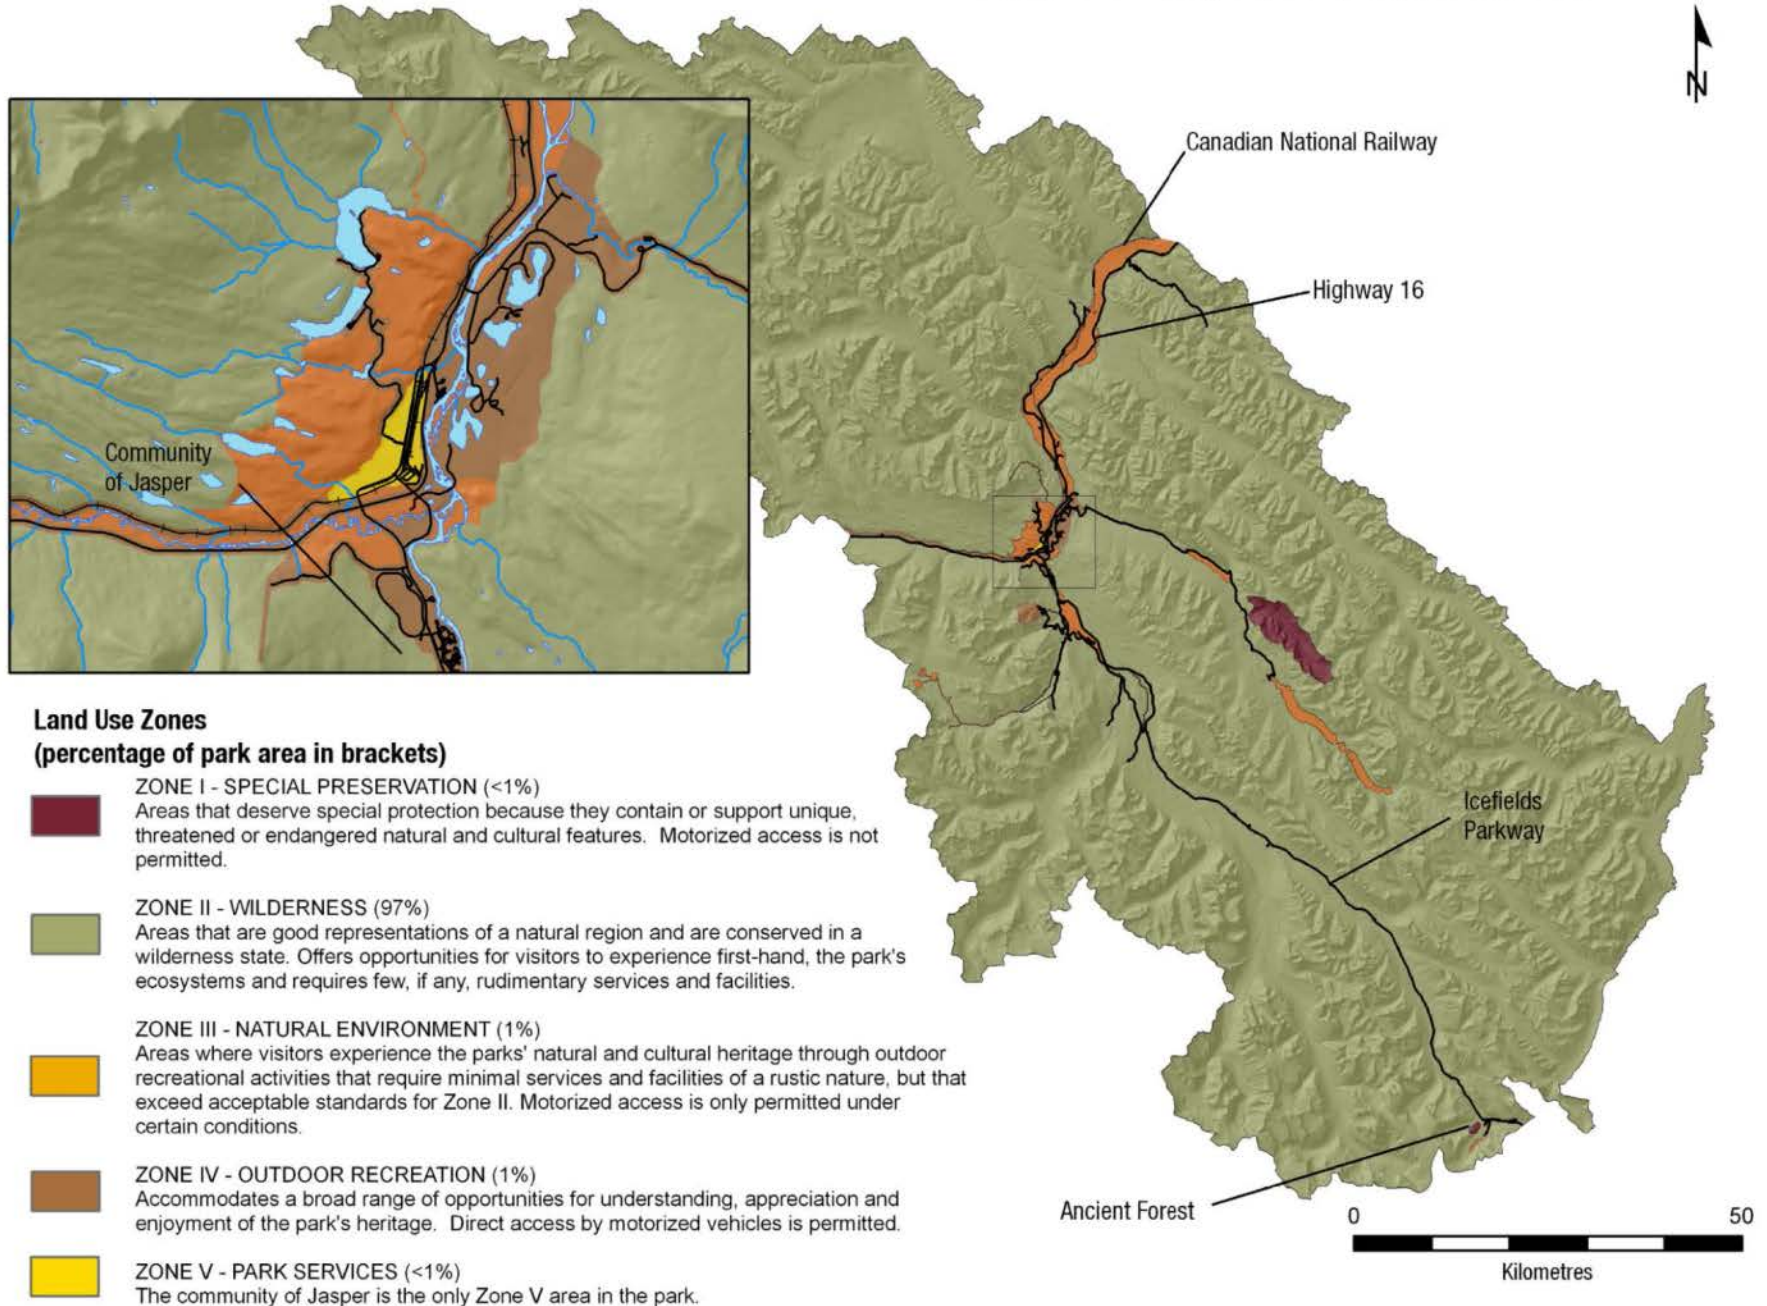 N
Canadian National Railway
Highway 16
Community
of Jasper
Icefields
Parkway
Ancient Forest
0 50
Kilometres
Land Use Zones
(percentage of park area in brackets)
ZONE I - SPECIAL PRESERVATION (<1%)
Areas that deserve special protection because they contain or support unique,
threatened or endangered natural and cultural features. Motorized access is not
permitted.
ZONE II - WILDERNESS (97%)
Areas that are good representations of a natural region and are conserved in a
wilderness state. Offers opportunities for visitors to experience first-hand, the park's
ecosystems and requires few, if any, rudimentary services and facilities.
ZONE III - NATURAL ENVIRONMENT (1%)
Areas where visitors experience the parks' natural and cultural heritage through outdoor
recreational activities that require minimal services and facilities of a rustic nature, but that
exceed acceptable standards for Zone II. Motorized access is only permitted under
certain conditions.
ZONE IV - OUTDOOR RECREATION (1%)
Accommodates a broad range of opportunities for understanding, appreciation and
enjoyment of the park's heritage. Direct access by motorized vehicles is permitted.
ZONE V - PARK SERVICES (<1%)
The community of Jasper is the only Zone V area in the park.